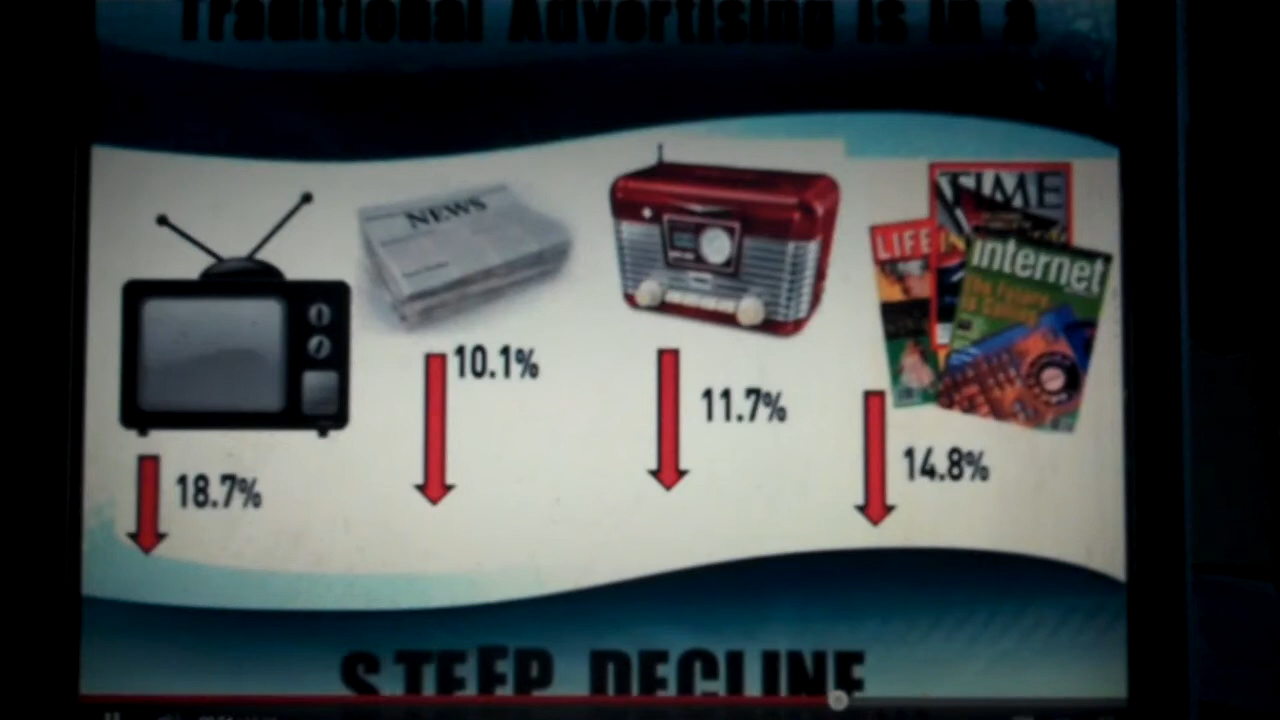 Traditional Advertising is in a
NEWS
TIME
LIFE
internet
10.1%
11.7%
14.8%
18.7%
STEEP DECLINE